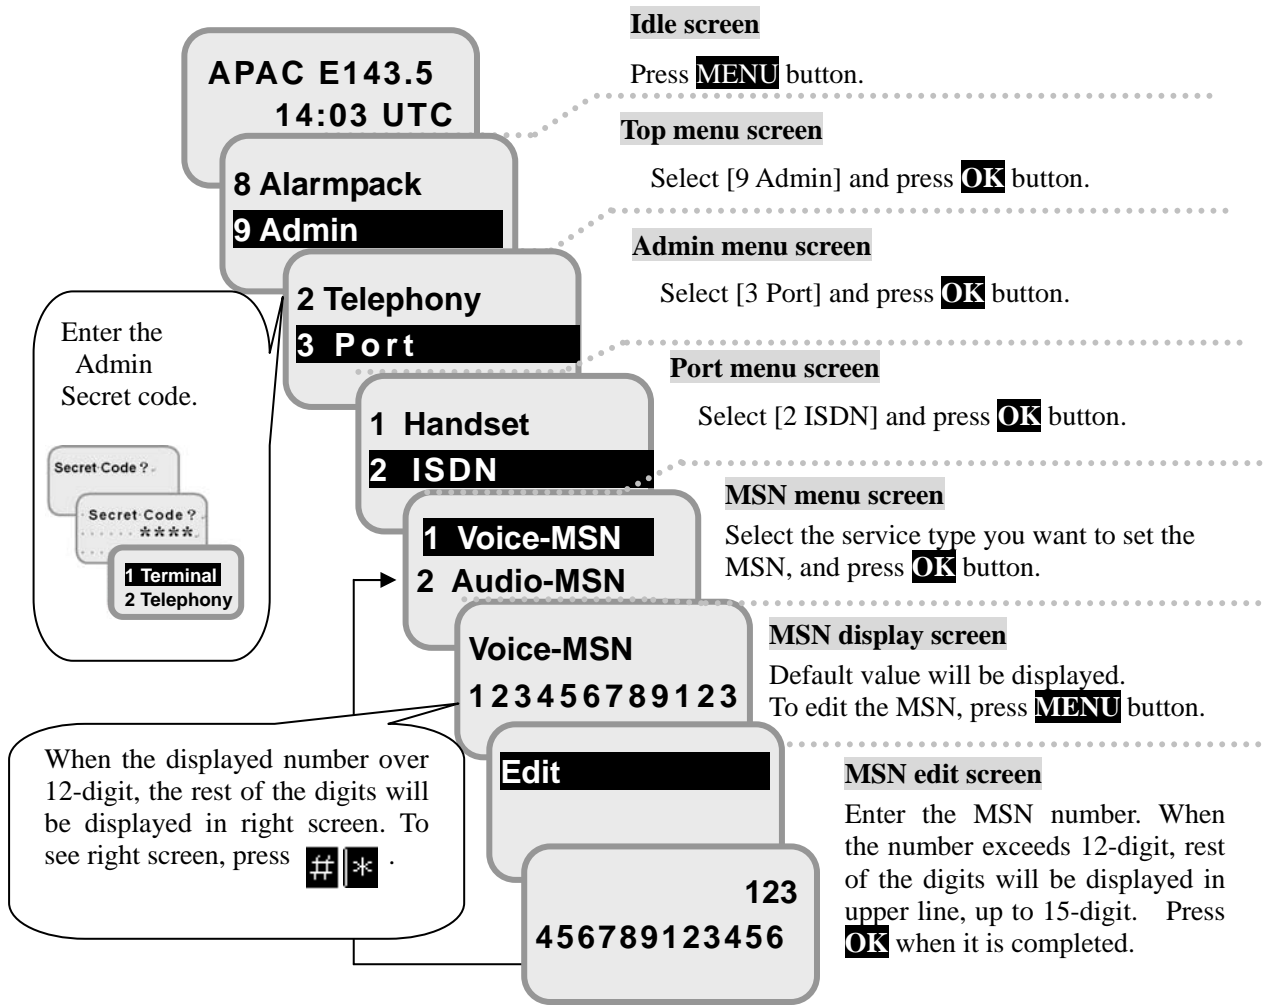 Idle screen
Press MENU button.
APAC E143.5
14:03 UTC
Top menu screen
Select [9 Admin] and press OK button.
8 Alarmpack
9 Admin
Admin menu screen
Select [3 Port] and press OK button.
2 Telephony
3 Port
Enter the
Admin
Secret code.
Secret Code ?
Secret Code ?
****
1 Terminal
2 Telephony
Port menu screen
Select [2 ISDN] and press OK button.
1 Handset
2 ISDN
MSN menu screen
Select the service type you want to set the
MSN, and press OK button.
1 Voice-MSN
2 Audio-MSN
MSN display screen
Default value will be displayed.
To edit the MSN, press MENU button.
Voice-MSN
123456789123
When the displayed number over
12-digit, the rest of the digits will
be displayed in right screen. To
see right screen, press # * .
Edit
MSN edit screen
Enter the MSN number. When
the number exceeds 12-digit, rest
of the digits will be displayed in
upper line, up to 15-digit. Press
OK when it is completed.
123
456789123456